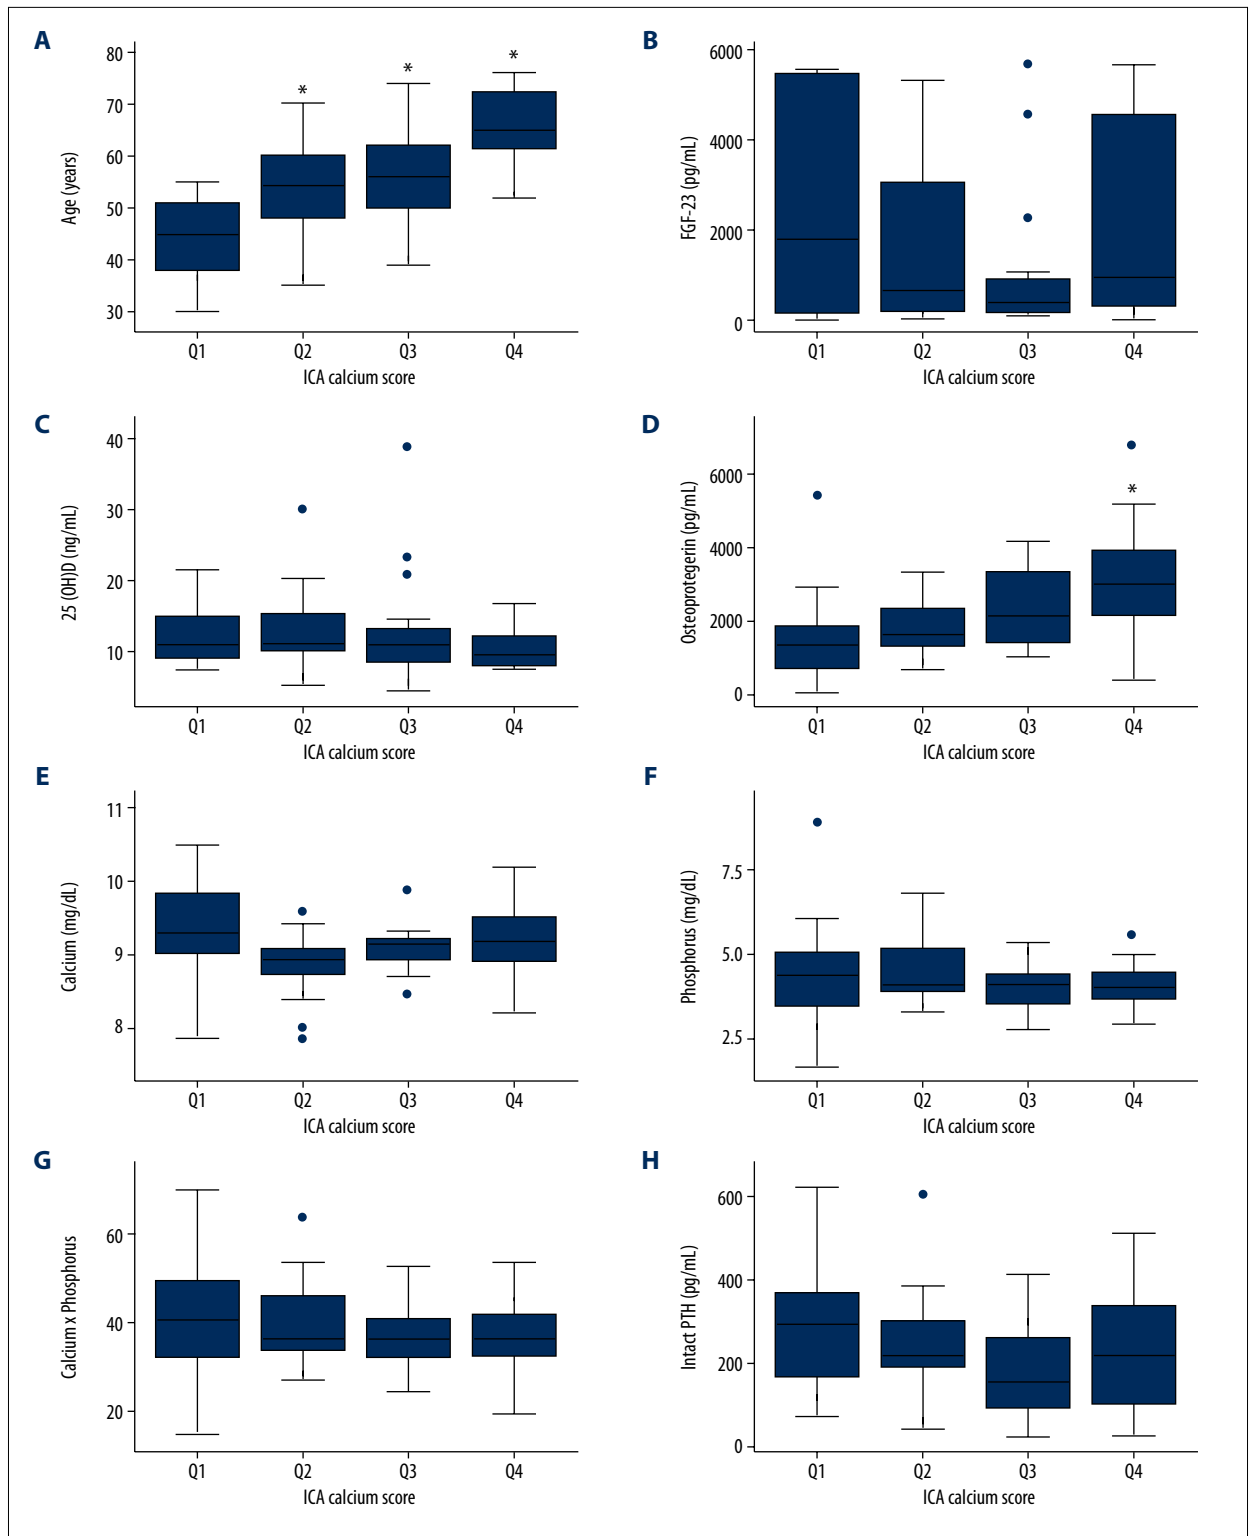 A
Age (years)
80
70
60
50
40
30
*
*
*
Q1 Q2 Q3 Q4
ICA calcium score
B
FGF-23 (pg/mL)
6000
4000
2000
0
Q1 Q2 Q3 Q4
ICA calcium score
C
25 (OH)D (ng/mL)
40
30
20
10
Q1 Q2 Q3 Q4
ICA calcium score
D
Osteoprotegerin (pg/mL)
6000
4000
2000
0
*
Q1 Q2 Q3 Q4
ICA calcium score
E
Calcium (mg/dL)
11
10
9
8
Q1 Q2 Q3 Q4
ICA calcium score
F
Phosphorus (mg/dL)
7.5
5.0
2.5
Q1 Q2 Q3 Q4
ICA calcium score
G
Calcium x Phosphorus
60
40
20
Q1 Q2 Q3 Q4
ICA calcium score
H
Intact PTH (pg/mL)
600
400
200
0
Q1 Q2 Q3 Q4
ICA calcium score